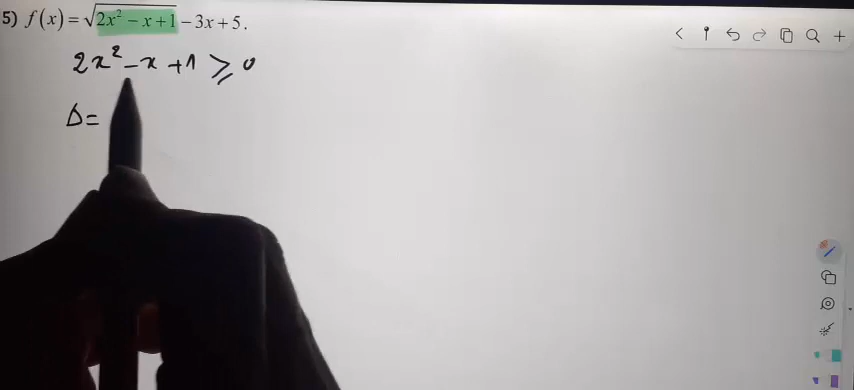 5) f(x) = √(2x² − x + 1) − 3x + 5.
2x² − x + 1 ⩾ 0
Δ=